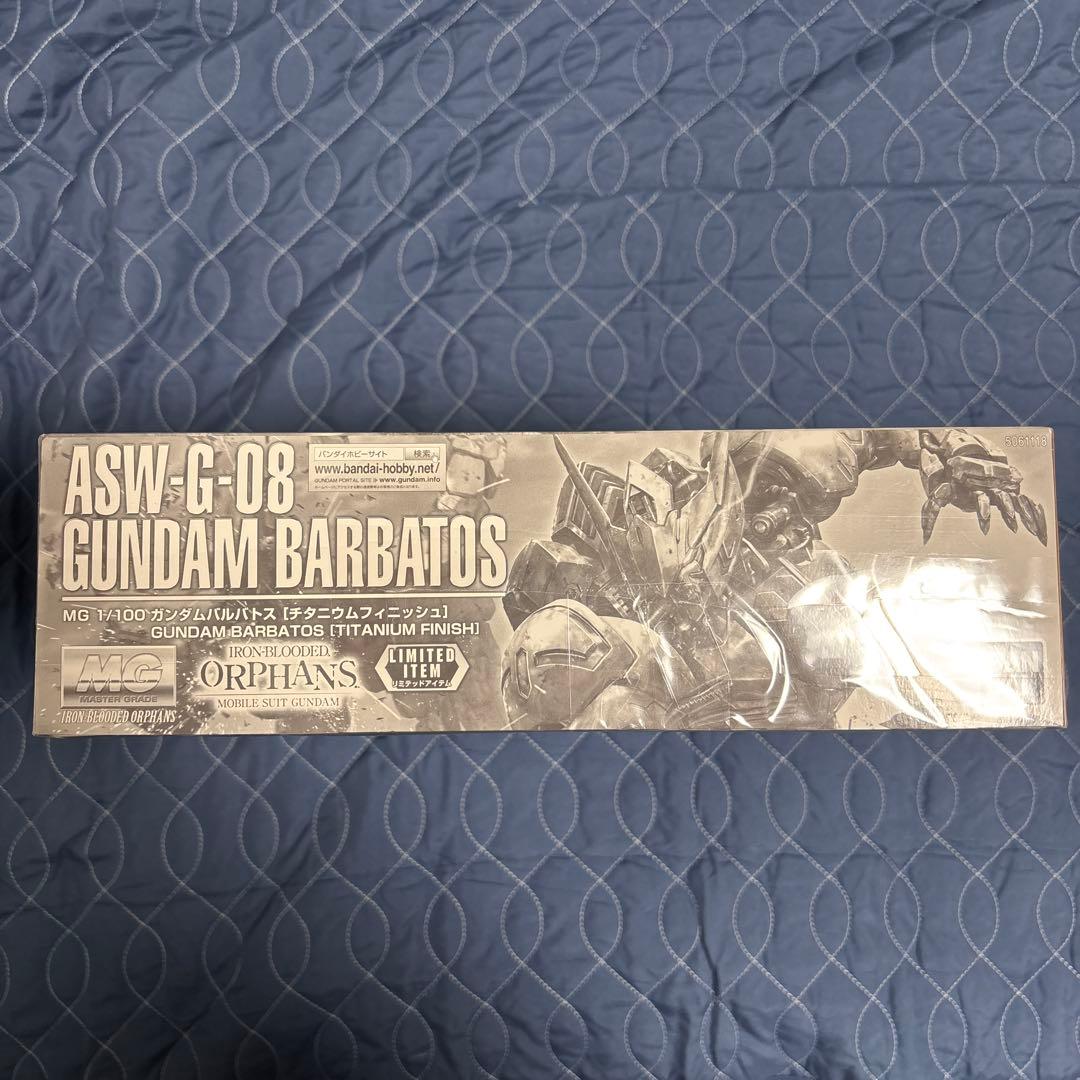 ASW-G-08
GUNDAM BARBATOS
バンダイホビーサイト 検索
www.bandai-hobby.net/
GUNDAM PORTAL SITE www.gundam.info
MG 1/100 ガンダムバルバトス [チタニウムフィニッシュ]
GUNDAM BARBATOS [TITANIUM FINISH]
MG
MASTER GRADE
IRON-BLOODED ORPHANS
IRON-BLOODED
ORPHANS
MOBILE SUIT GUNDAM
LIMITED
ITEM
リミテッドアイテム
5061118